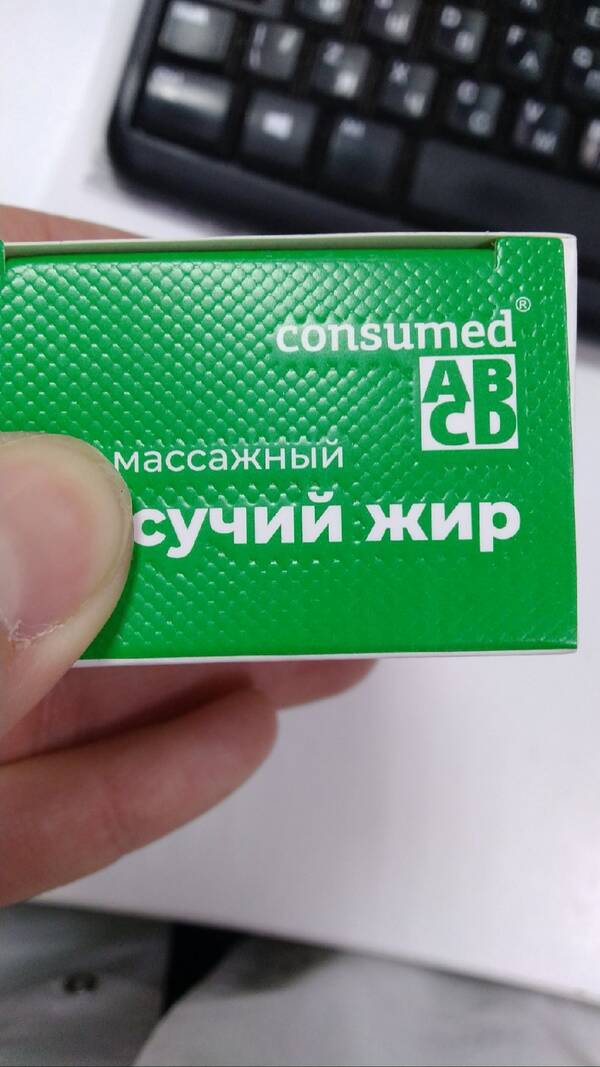 consumed®
AB
CD
массажный
сучий жир